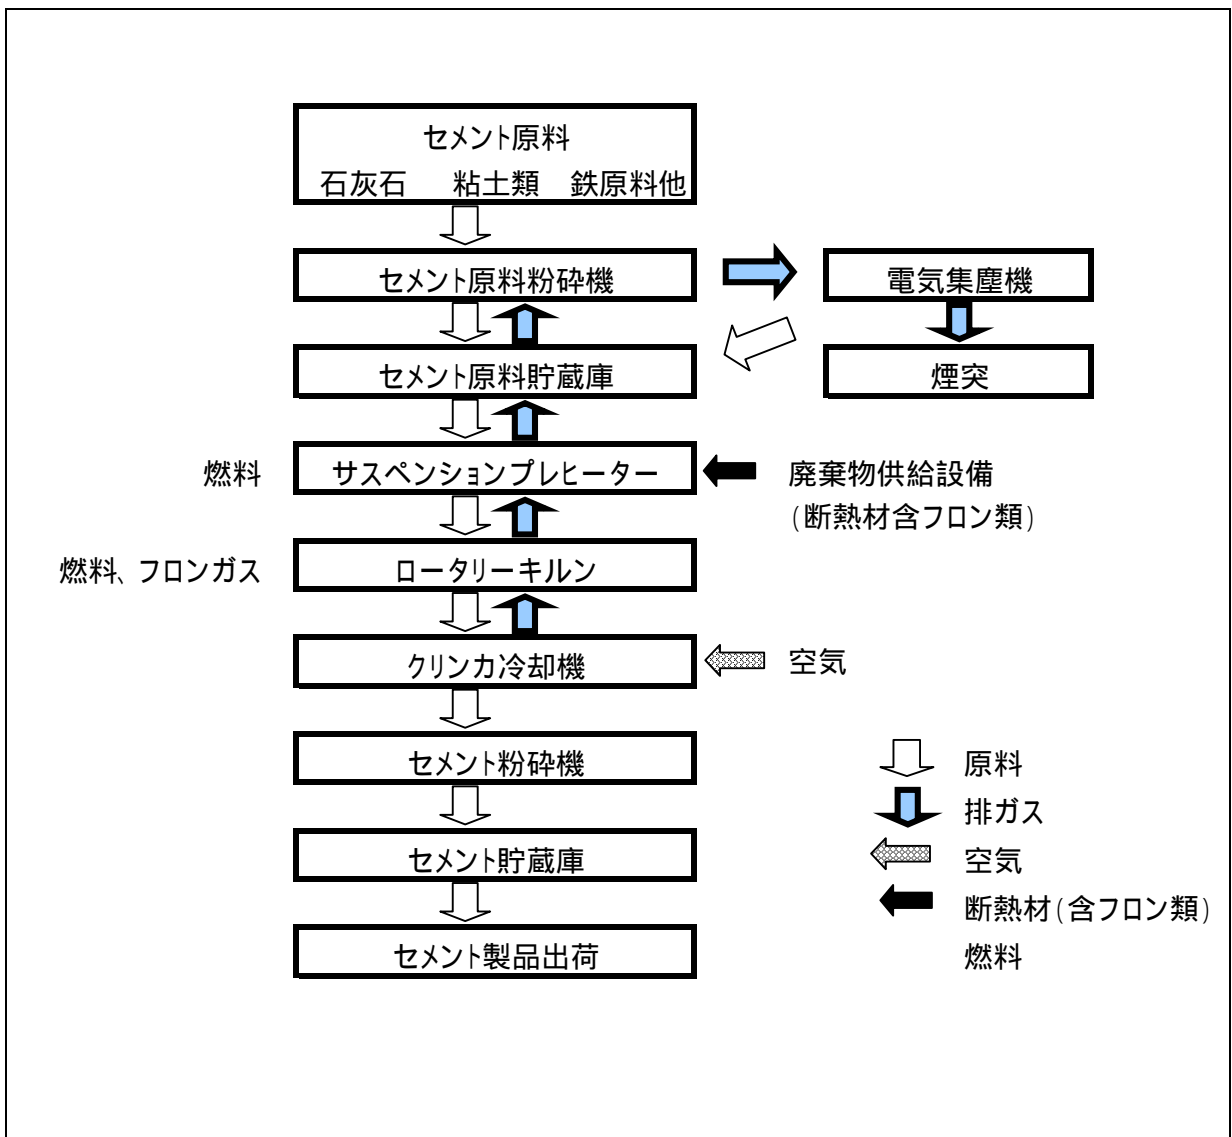 セメント原料
石灰石 粘土類 鉄原料他
セメント原料粉砕機
電気集塵機
セメント原料貯蔵庫
煙突
燃料
サスペンションプレヒーター
廃棄物供給設備
(断熱材含フロン類)
燃料、フロンガス
ロータリーキルン
クリンカ冷却機
空気
セメント粉砕機
セメント貯蔵庫
セメント製品出荷
原料
排ガス
空気
断熱材(含フロン類)
燃料